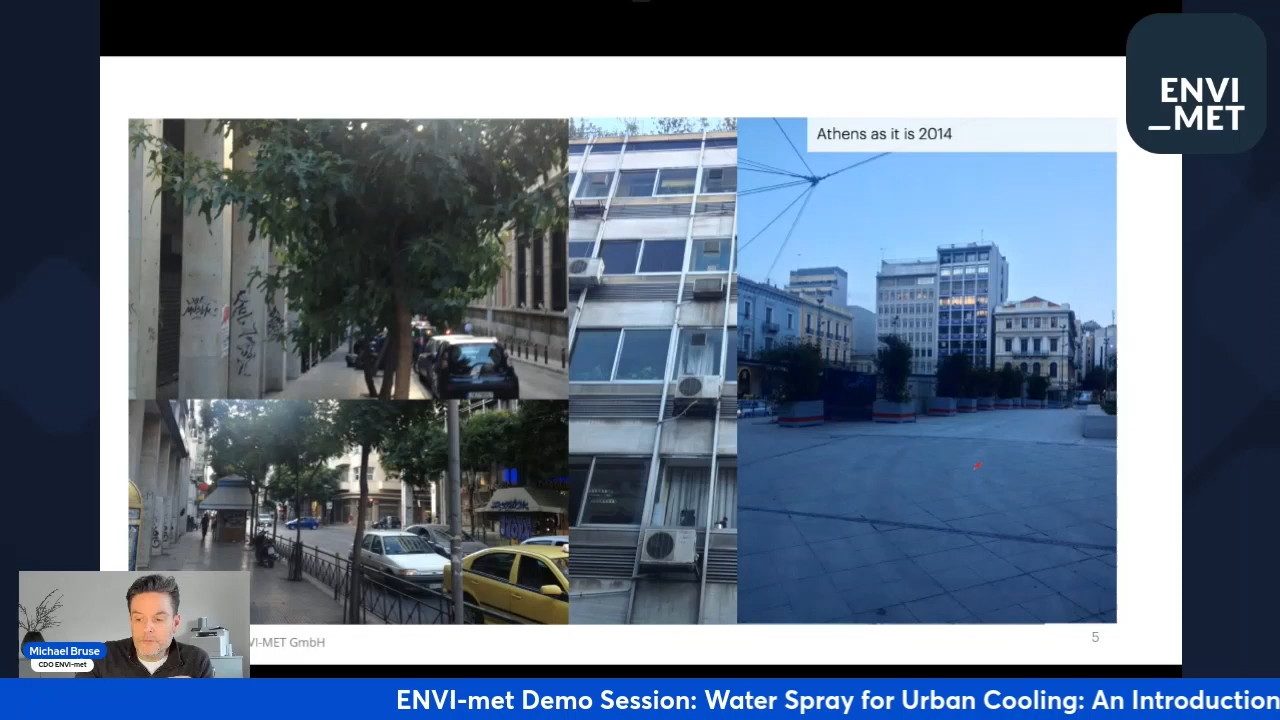 ENVI
_MET
Athens as it is 2014
VI-MET GmbH
5
Michael Bruse
CDO ENVI-met
ENVI-met Demo Session: Water Spray for Urban Cooling: An Introduction